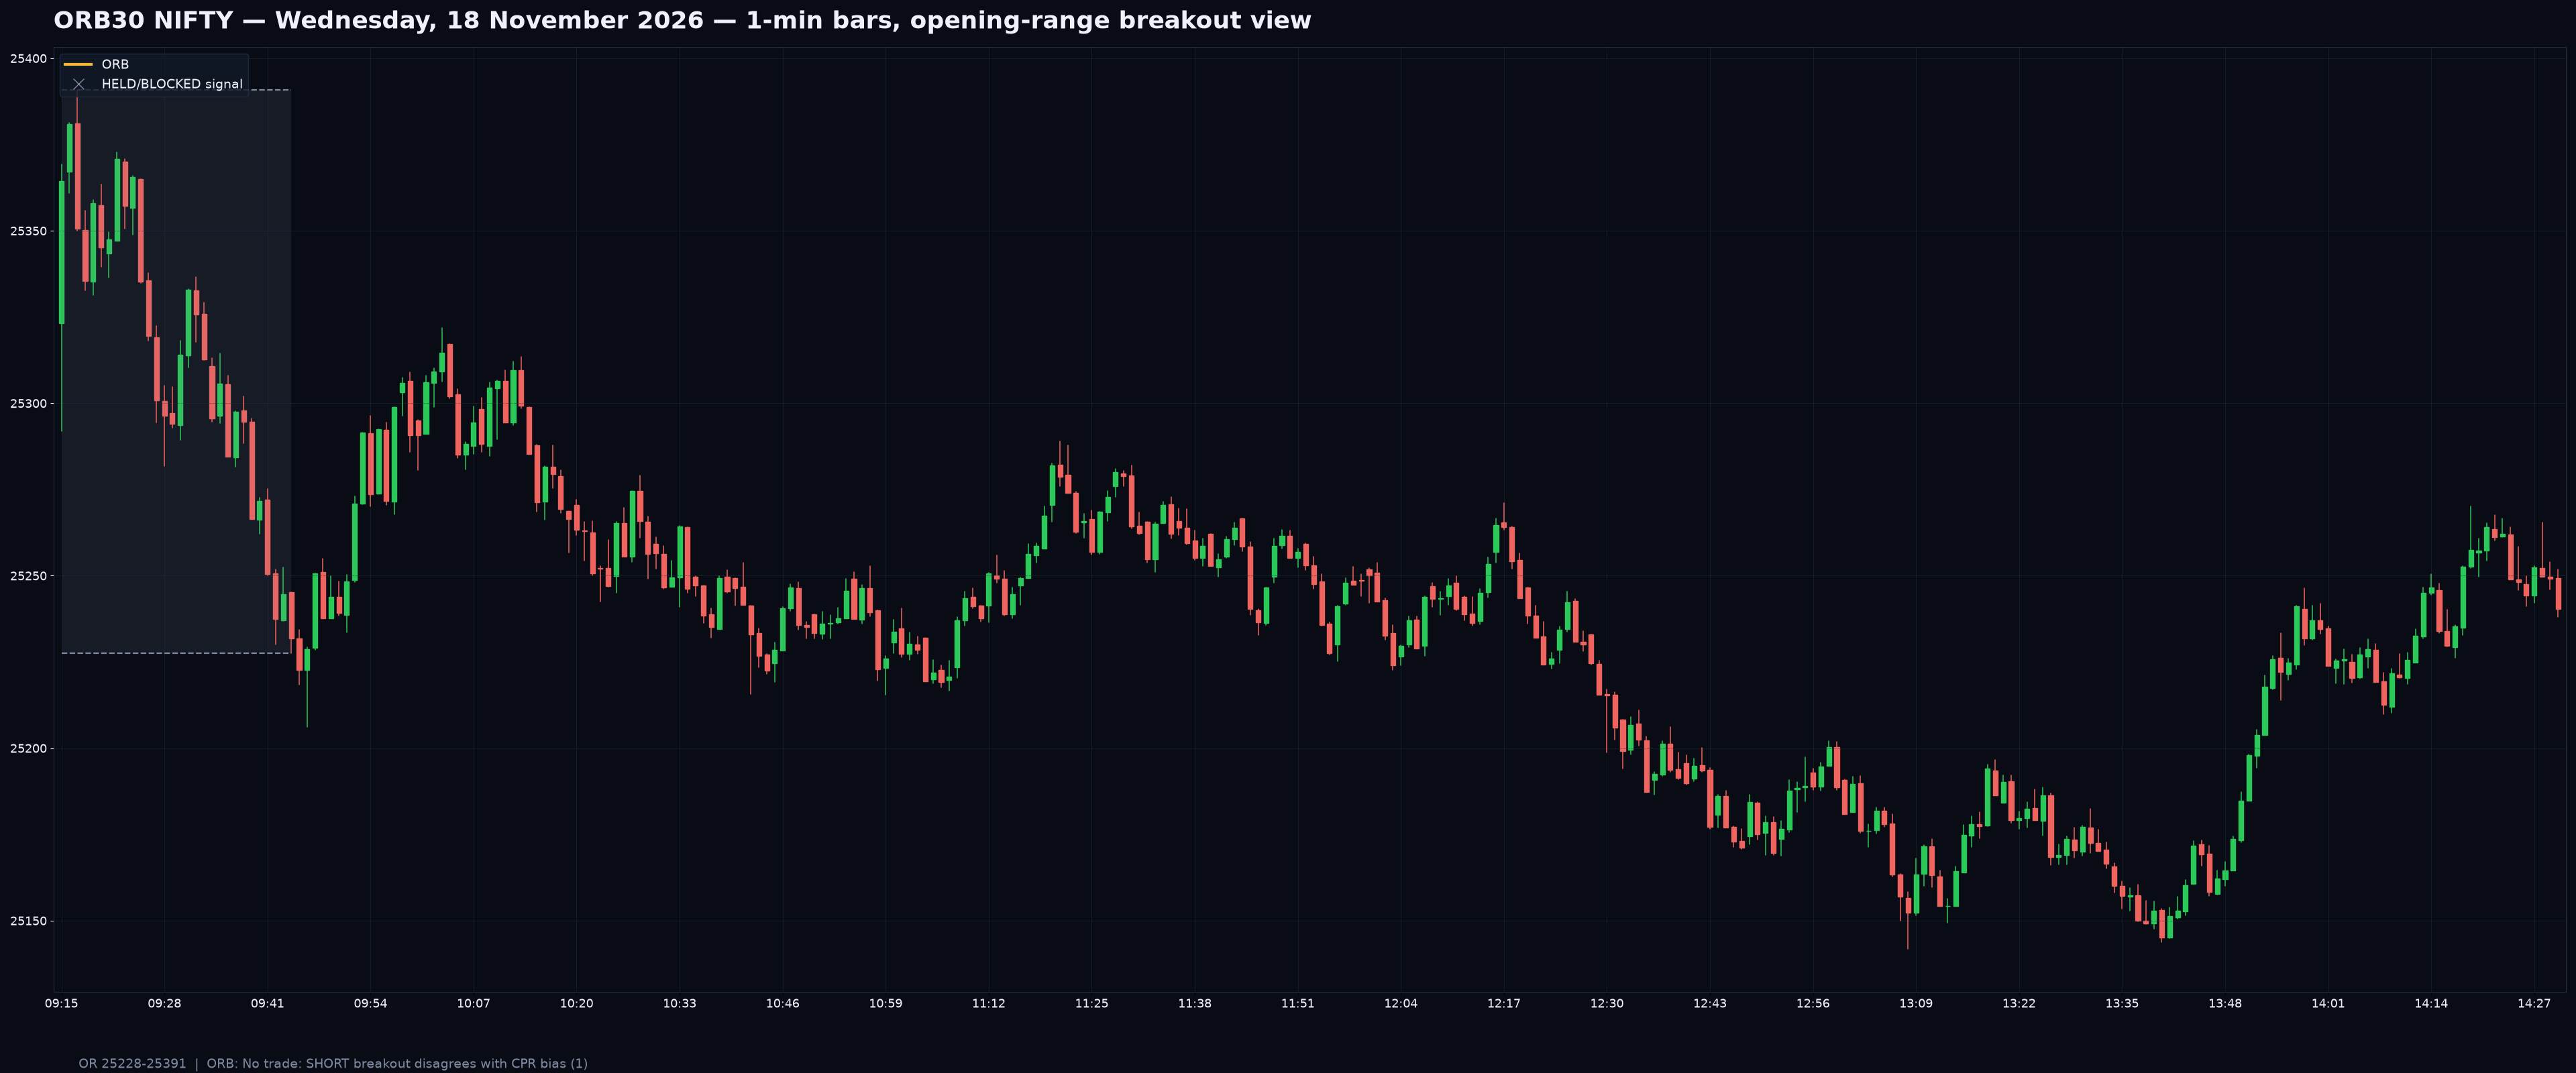 ORB30 NIFTY — Wednesday, 18 November 2026 — 1-min bars, opening-range breakout view
ORB
HELD/BLOCKED signal
25400
25350
25300
25250
25200
25150
09:15 09:28 09:41 09:54 10:07 10:20 10:33 10:46 10:59 11:12 11:25 11:38 11:51 12:04 12:17 12:30 12:43 12:56 13:09 13:22 13:35 13:48 14:01 14:14 14:27
OR 25228-25391 | ORB: No trade: SHORT breakout disagrees with CPR bias (1)